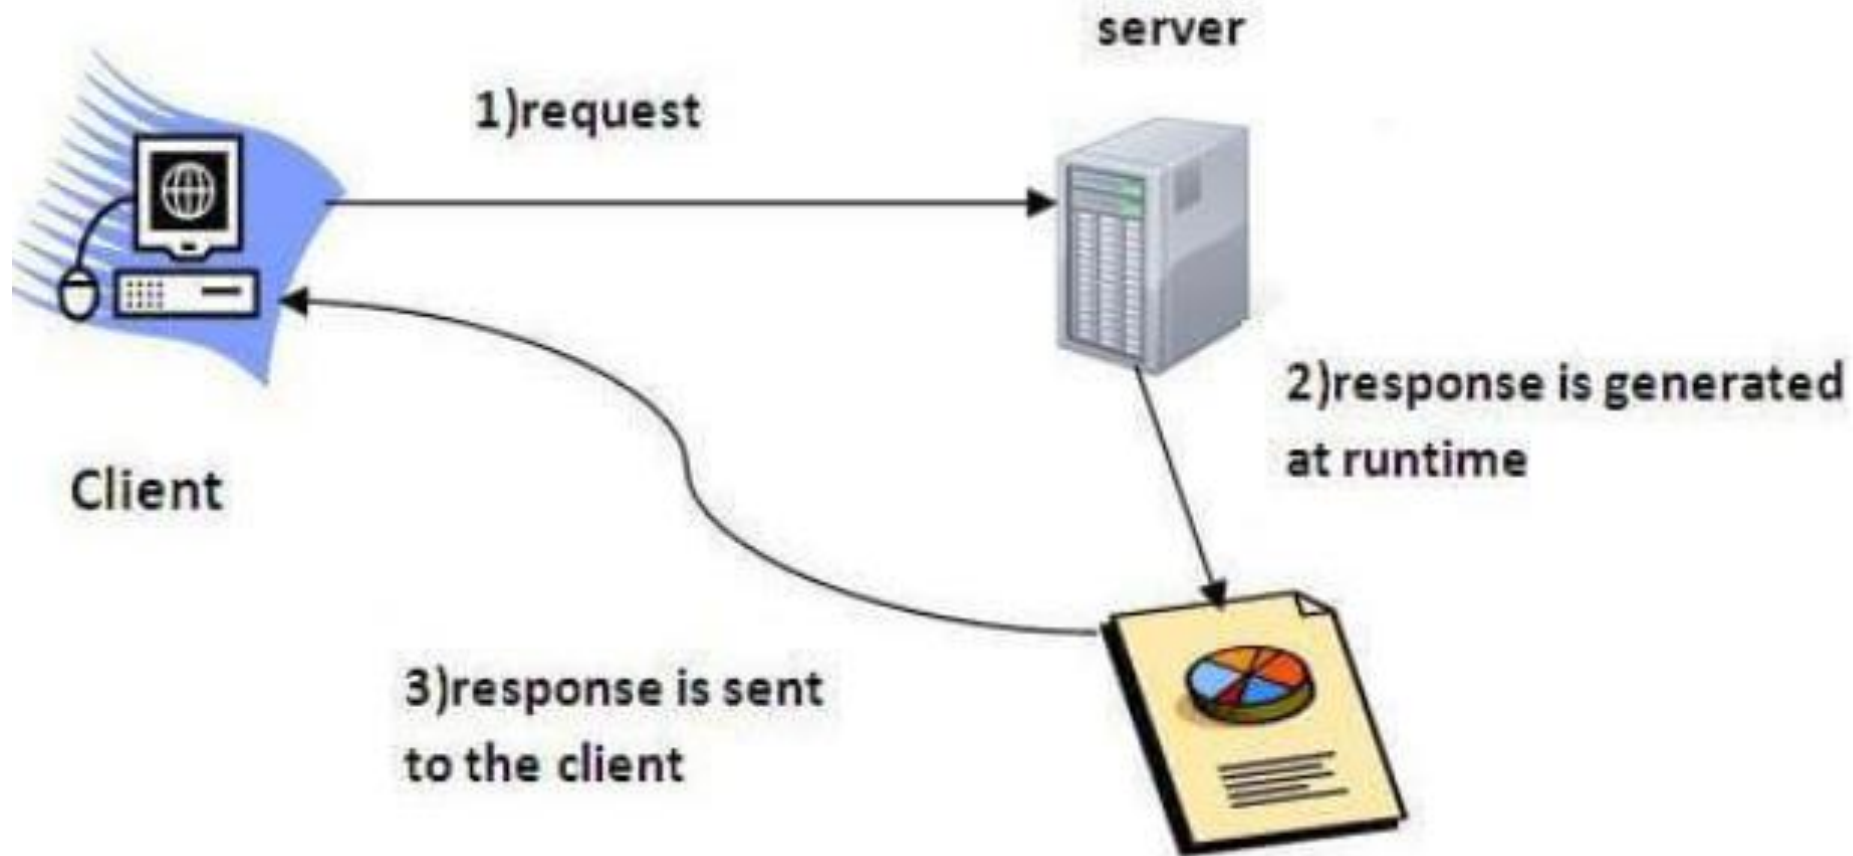 server
1)request
2)response is generated
at runtime
Client
3)response is sent
to the client